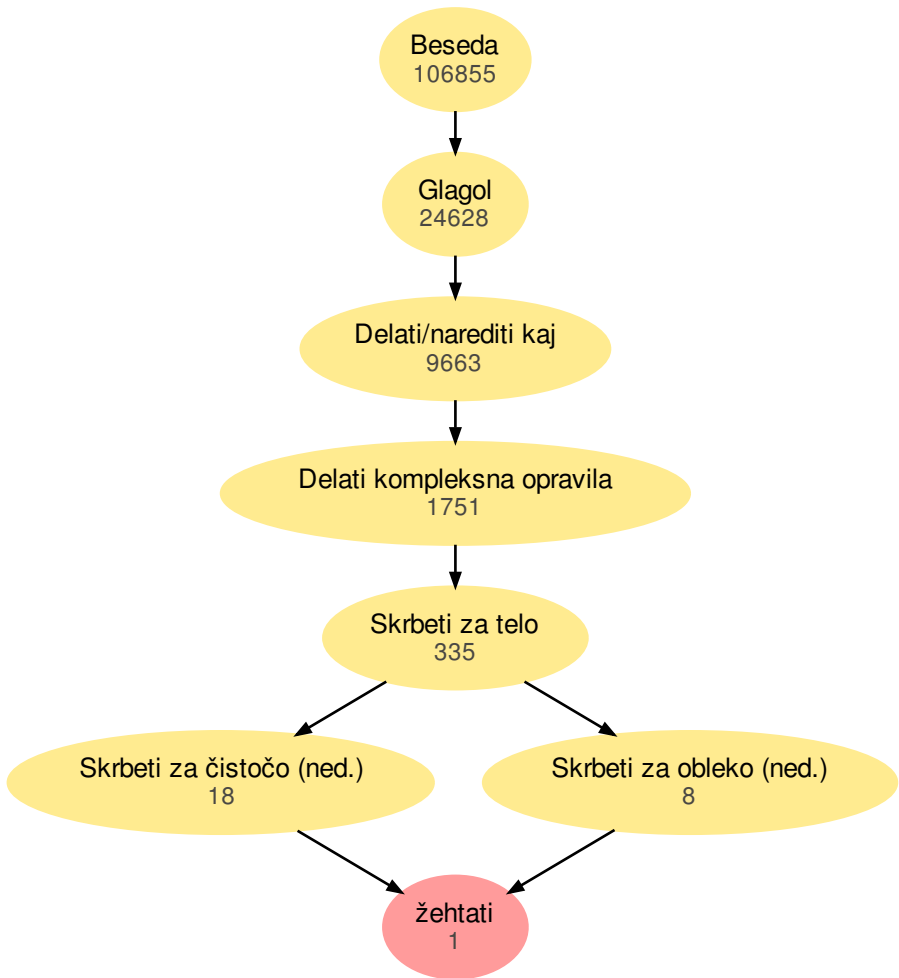 Beseda
106855
Glagol
24628
Delati/narediti kaj
9663
Delati kompleksna opravila
1751
Skrbeti za telo
335
Skrbeti za čistočo (ned.)
18
Skrbeti za obleko (ned.)
8
žehtati
1